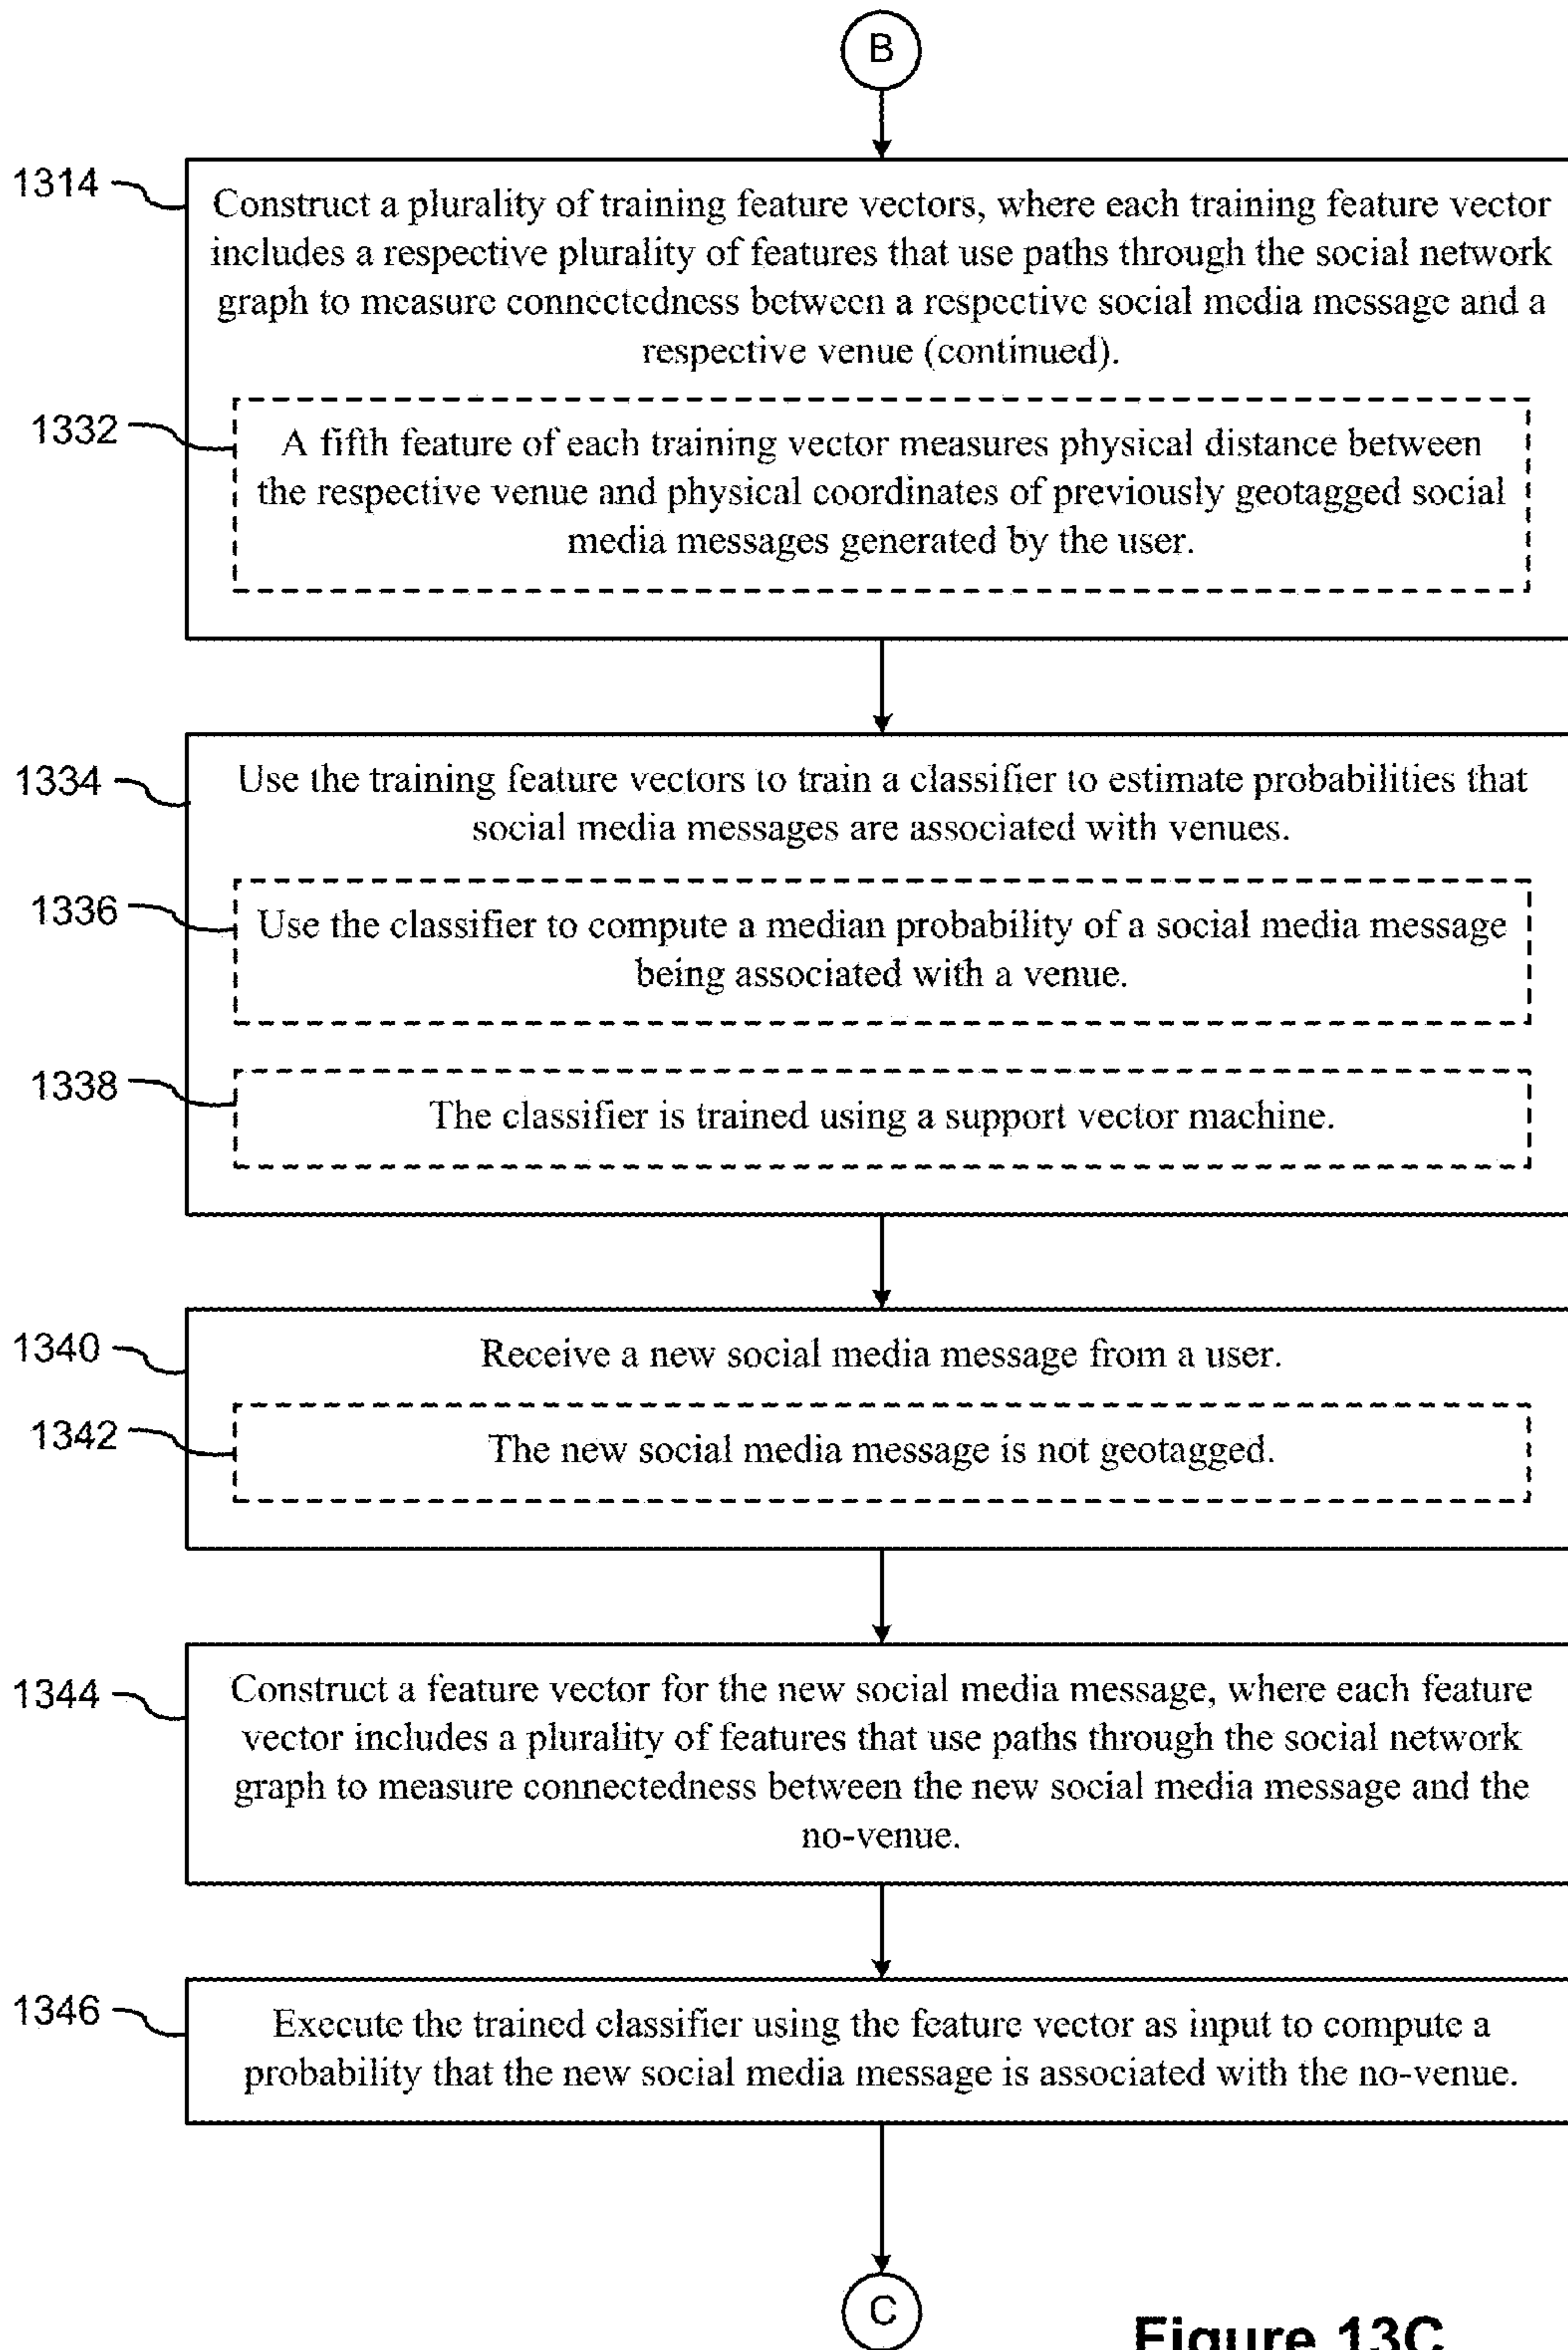 B
1314
Construct a plurality of training feature vectors, where each training feature vector
includes a respective plurality of features that use paths through the social network
graph to measure connectedness between a respective social media message and a
respective venue (continued).
1332
A fifth feature of each training vector measures physical distance between
the respective venue and physical coordinates of previously geotagged social
media messages generated by the user.
1334
Use the training feature vectors to train a classifier to estimate probabilities that
social media messages are associated with venues.
1336
Use the classifier to compute a median probability of a social media message
being associated with a venue.
1338
The classifier is trained using a support vector machine.
1340
Receive a new social media message from a user.
1342
The new social media message is not geotagged.
1344
Construct a feature vector for the new social media message, where each feature
vector includes a plurality of features that use paths through the social network
graph to measure connectedness between the new social media message and the
no-venue.
1346
Execute the trained classifier using the feature vector as input to compute a
probability that the new social media message is associated with the no-venue.
C
Figure 13C